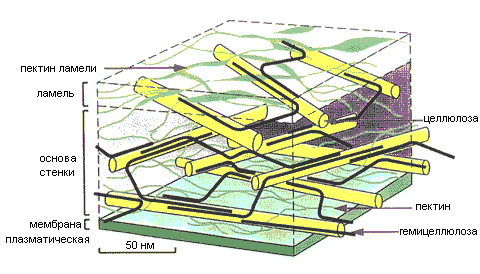 пектин ламели
ламель
целлюлоза
основа
стенки
пектин
мембрана
плазматическая
гемицеллюлоза
50 нм